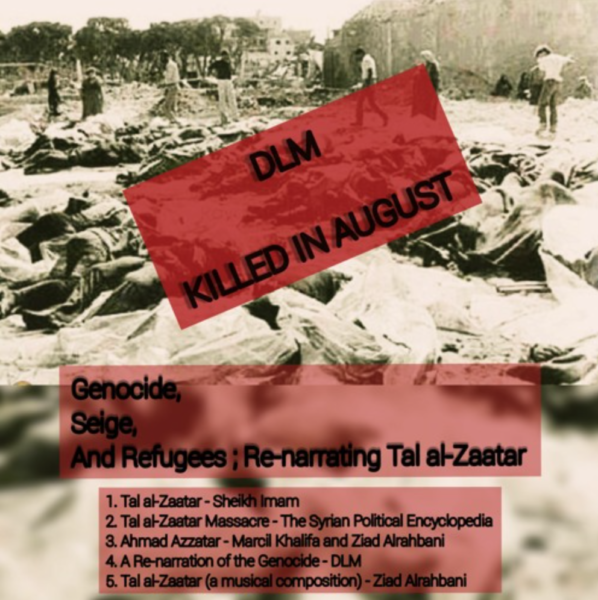 DLM
KILLED IN AUGUST
Genocide,
Seige,
And Refugees ; Re-narrating Tal al-Zaatar
1. Tal al-Zaatar - Sheikh Imam
2. Tal al-Zaatar Massacre - The Syrian Political Encyclopedia
3. Ahmad Azzatar - Marcil Khalifa and Ziad Alrahbani
4. A Re-narration of the Genocide - DLM
5. Tal al-Zaatar (a musical composition) - Ziad Alrahbani